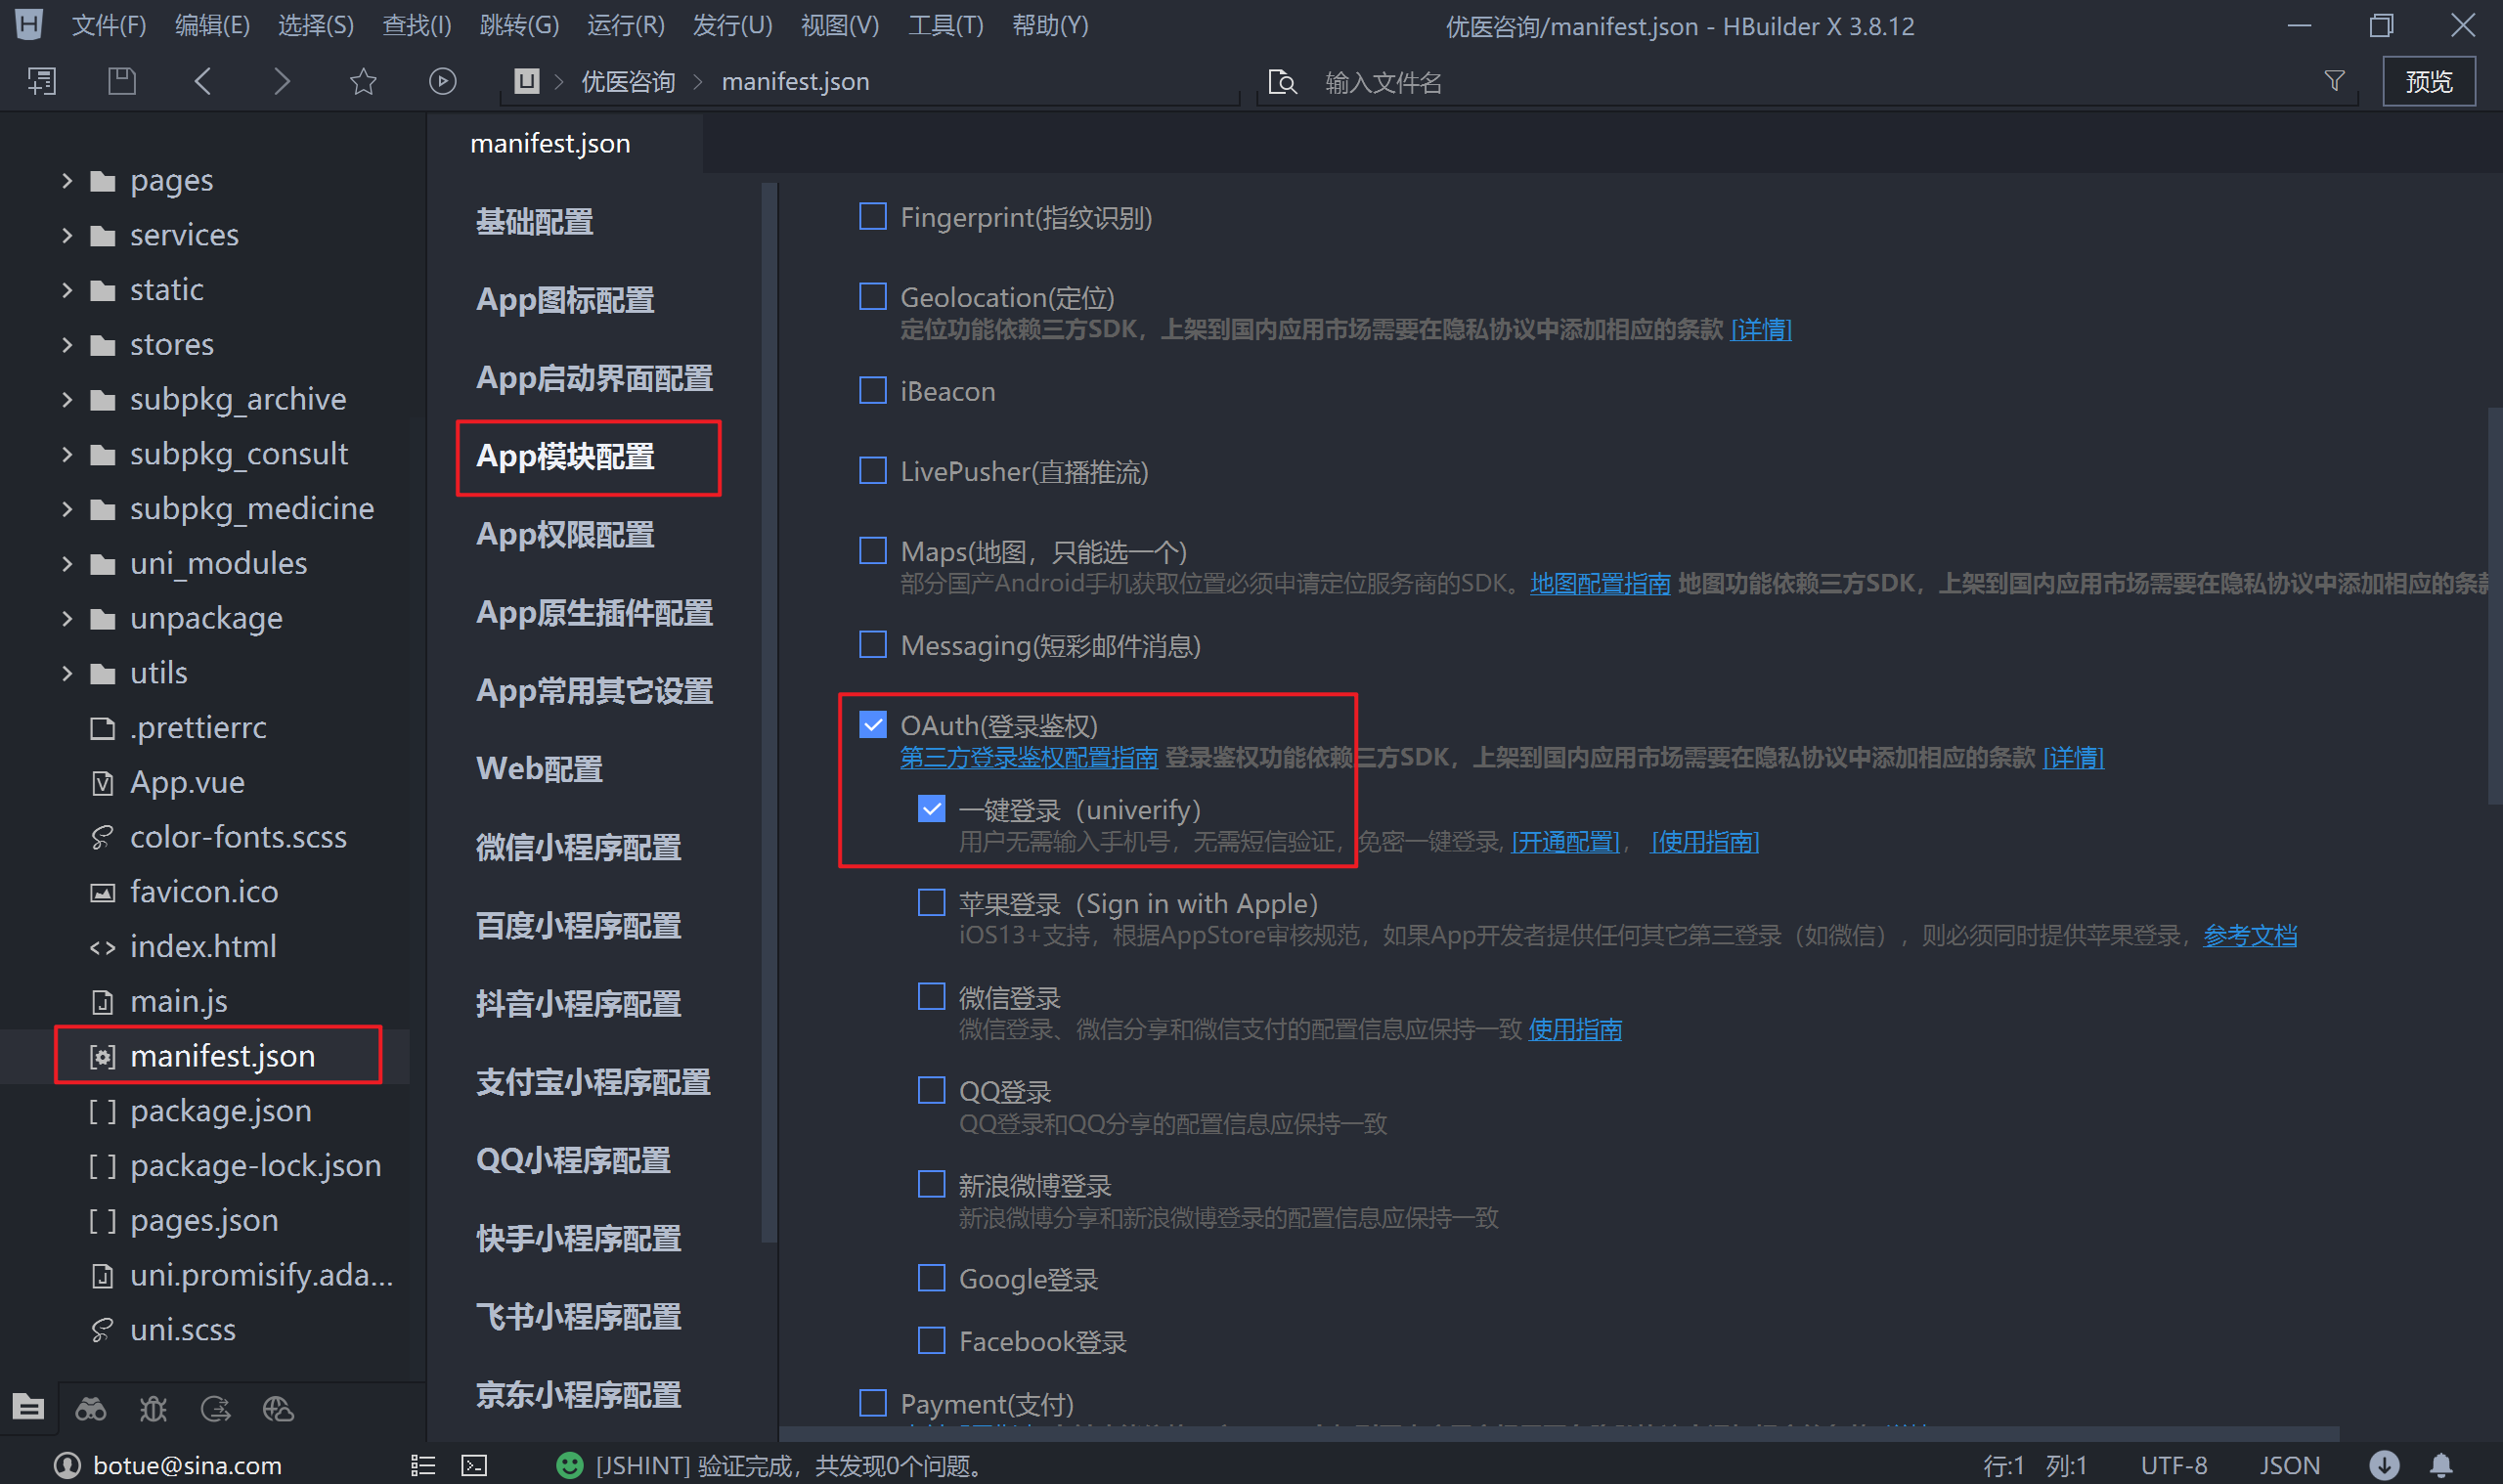 文件(F) 编辑(E) 选择(S) 查找(I) 跳转(G) 运行(R) 发行(U) 视图(V) 工具(T) 帮助(Y)
优医咨询/manifest.json - HBuilder X 3.8.12
优医咨询 manifest.json
输入文件名
预览
pages
services
static
stores
subpkg_archive
subpkg_consult
subpkg_medicine
uni_modules
unpackage
utils
.prettierrc
App.vue
color-fonts.scss
favicon.ico
index.html
main.js
manifest.json
package.json
package-lock.json
pages.json
uni.promisify.ada...
uni.scss
manifest.json
基础配置
App图标配置
App启动界面配置
App模块配置
App权限配置
App原生插件配置
App常用其它设置
Web配置
微信小程序配置
百度小程序配置
抖音小程序配置
支付宝小程序配置
QQ小程序配置
快手小程序配置
飞书小程序配置
京东小程序配置
Fingerprint(指纹识别)
Geolocation(定位)
定位功能依赖三方SDK，上架到国内应用市场需要在隐私协议中添加相应的条款 [详情]
iBeacon
LivePusher(直播推流)
Maps(地图，只能选一个)
部分国产Android手机获取位置必须申请定位服务商的SDK。地图配置指南 地图功能依赖三方SDK，上架到国内应用市场需要在隐私协议中添加相应的条
Messaging(短彩邮件消息)
OAuth(登录鉴权)
第三方登录鉴权配置指南 登录鉴权功能依赖三方SDK，上架到国内应用市场需要在隐私协议中添加相应的条款 [详情]
一键登录（univerify）
用户无需输入手机号，无需短信验证，免密一键登录, [开通配置]， [使用指南]
苹果登录（Sign in with Apple）
iOS13+支持，根据AppStore审核规范，如果App开发者提供任何其它第三登录（如微信），则必须同时提供苹果登录，参考文档
微信登录
微信登录、微信分享和微信支付的配置信息应保持一致 使用指南
QQ登录
QQ登录和QQ分享的配置信息应保持一致
新浪微博登录
新浪微博分享和新浪微博登录的配置信息应保持一致
Google登录
Facebook登录
Payment(支付)
botue@sina.com
[JSHINT] 验证完成，共发现0个问题。
行:1 列:1
UTF-8
JSON